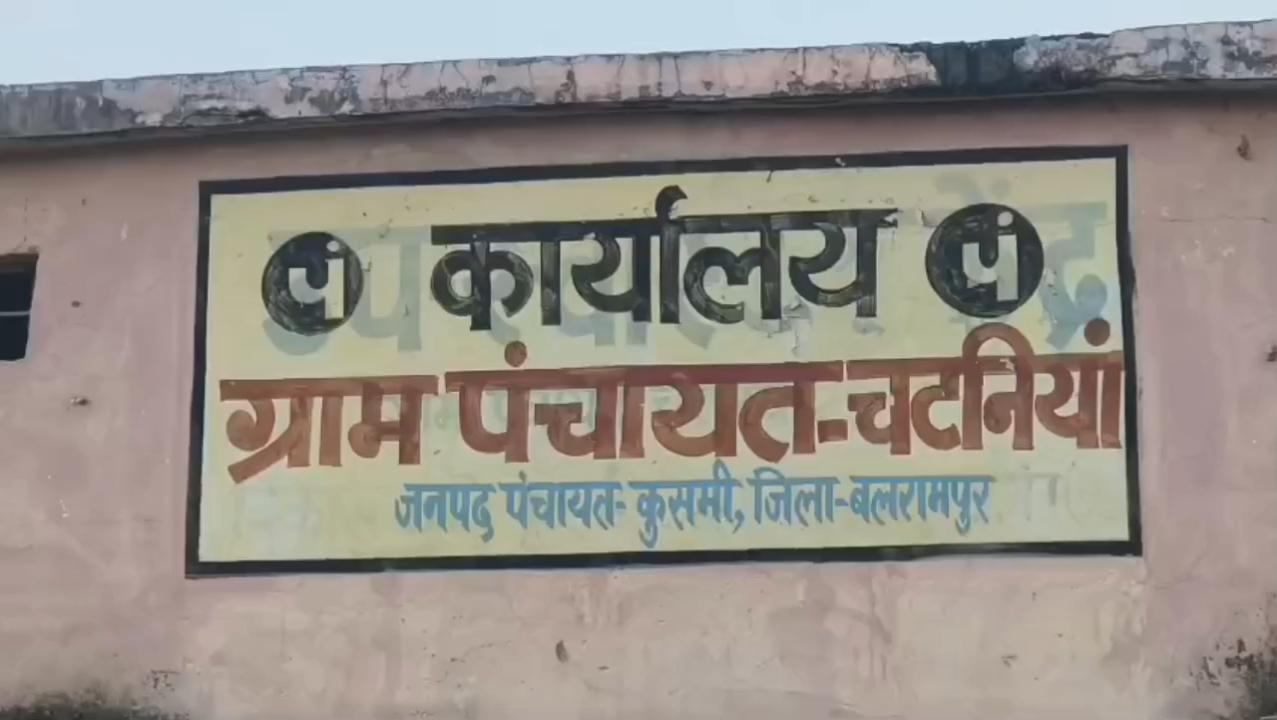 पं कार्यालय पं
ग्राम पंचायत-चटनियां
जनपद पंचायत-कुसमी, जिला-बलरामपुर